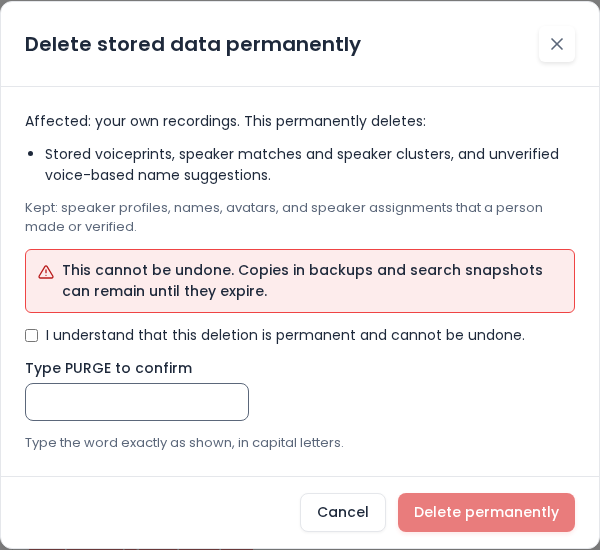 Delete stored data permanently
Affected: your own recordings. This permanently deletes:
• Stored voiceprints, speaker matches and speaker clusters, and unverified
voice-based name suggestions.
Kept: speaker profiles, names, avatars, and speaker assignments that a person
made or verified.
This cannot be undone. Copies in backups and search snapshots
can remain until they expire.
I understand that this deletion is permanent and cannot be undone.
Type PURGE to confirm
Type the word exactly as shown, in capital letters.
Cancel
Delete permanently